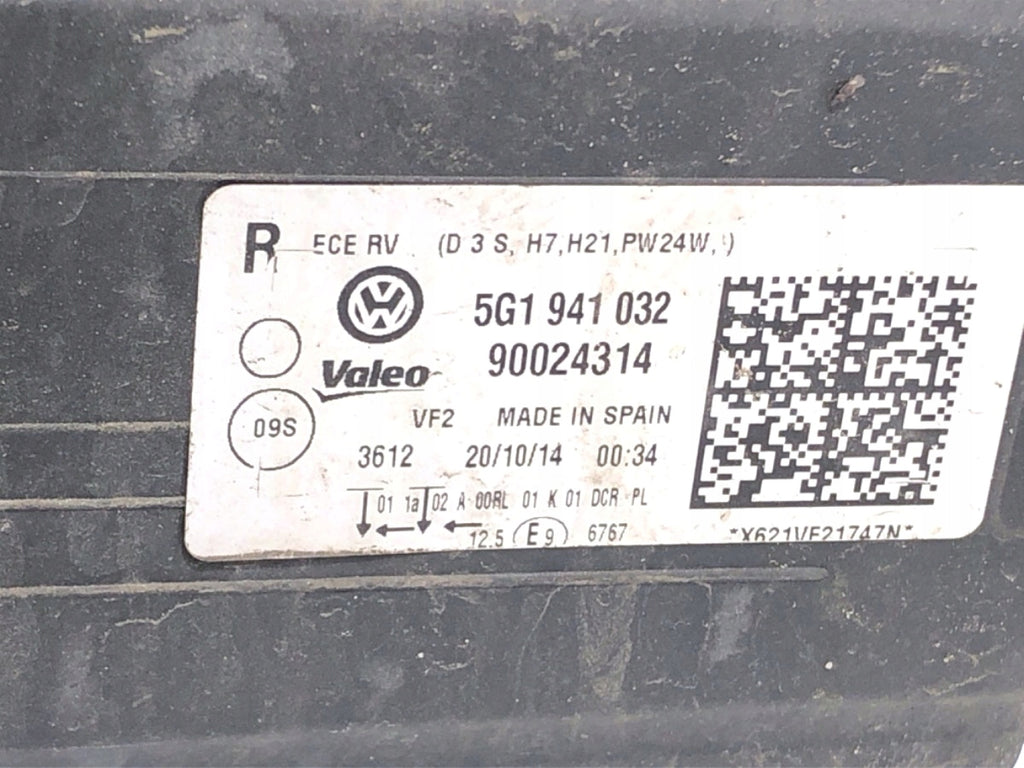 R ECE RV (D 3 S, H7,H21,PW24W, )
5G1 941 032
Valeo 90024314
09S VF2 MADE IN SPAIN
3612 20/10/14 00:34
01 1a 02 A 00RL 01 K 01 DCR PL
12.5 E9 6767
*X621VF21747N*